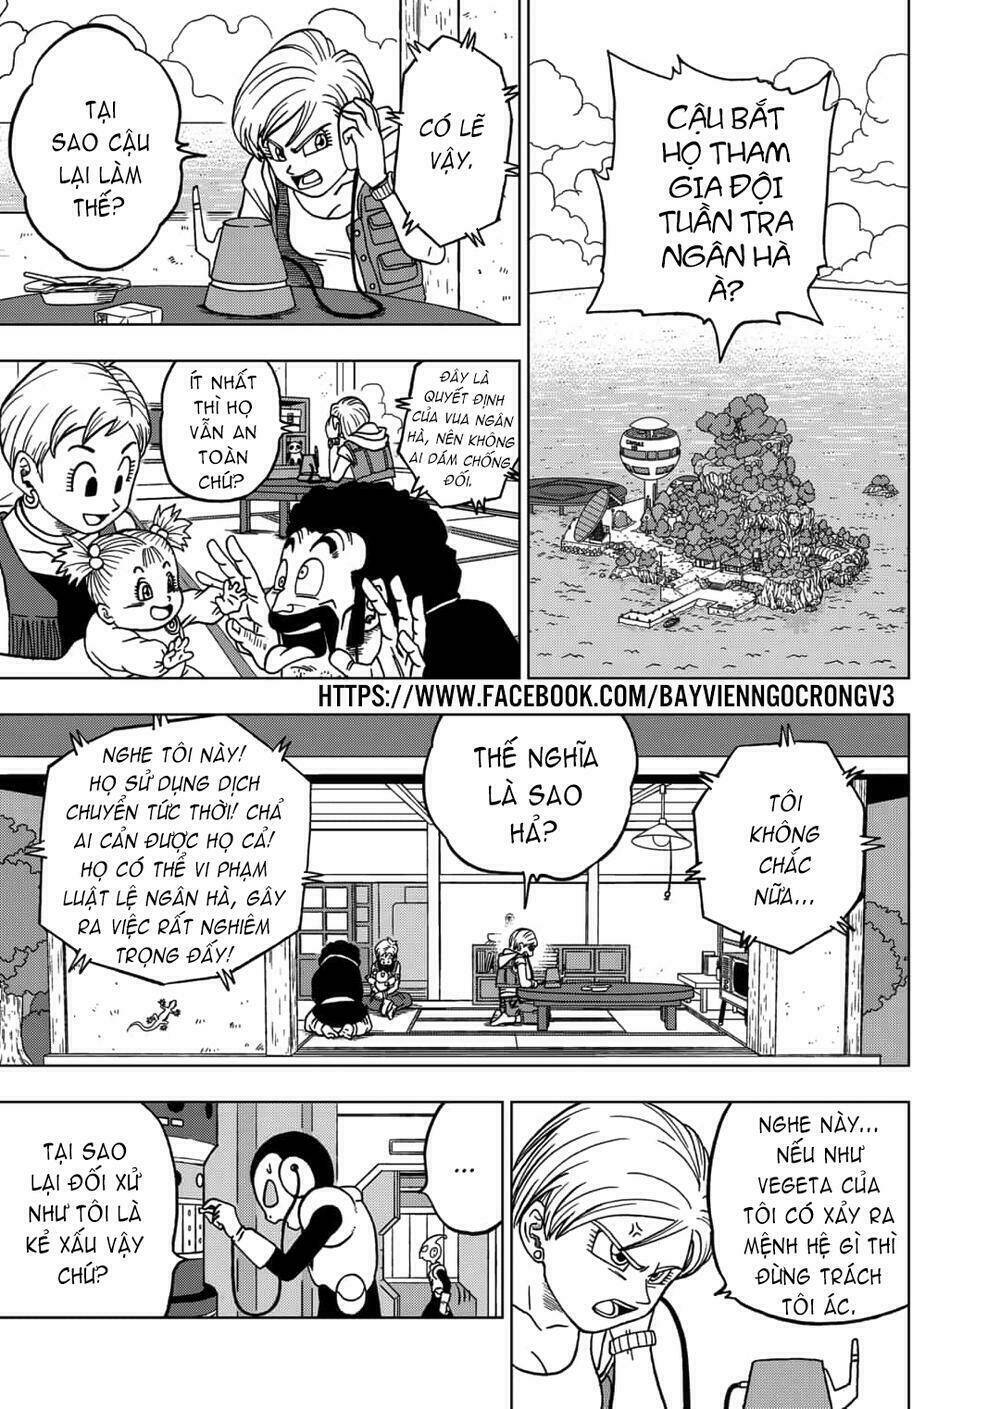 CẬU BẮT
HỌ THAM
GIA ĐỘI
TUẦN TRA
NGÂN HÀ
À?
CÓ LẼ
VẬY.
TẠI
SAO CẬU
LẠI LÀM
THẾ?
ĐÂY LÀ
QUYẾT ĐỊNH
CỦA VUA NGÂN
HÀ, NÊN KHÔNG
AI DÁM CHỐNG
ĐỐI.
ÍT NHẤT
THÌ HỌ
VẪN AN
TOÀN
CHỨ?
HTTPS://WWW.FACEBOOK.COM/BAYVIENNGOCRONGV3
TÔI
KHÔNG
CHẮC
NỮA...
THẾ NGHĨA
LÀ SAO
HẢ?
NGHE TÔI NÀY!
HỌ SỬ DỤNG DỊCH
CHUYỂN TỨC THỜI! CHẢ
AI CẢN ĐƯỢC HỌ CẢ!
HỌ CÓ THỂ VI PHẠM
LUẬT LỆ NGÂN HÀ, GÂY
RA VIỆC RẤT NGHIÊM
TRỌNG ĐẤY!
NGHE NÀY...
NẾU NHƯ
VEGETA CỦA
TÔI CÓ XẢY RA
MỆNH HỆ GÌ THÌ
ĐỪNG TRÁCH
TÔI ÁC.
...
TẠI SAO
LẠI ĐỐI XỬ
NHƯ TÔI LÀ
KẺ XẤU VẬY
CHỨ?